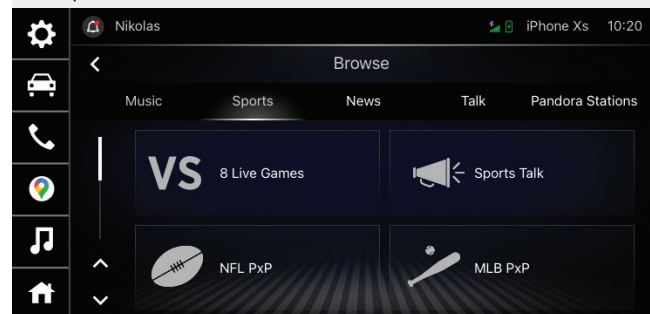 Nikolas iPhone Xs 10:20
Browse
Music Sports News Talk Pandora Stations
VS 8 Live Games Sports Talk
NFL PxP MLB PxP